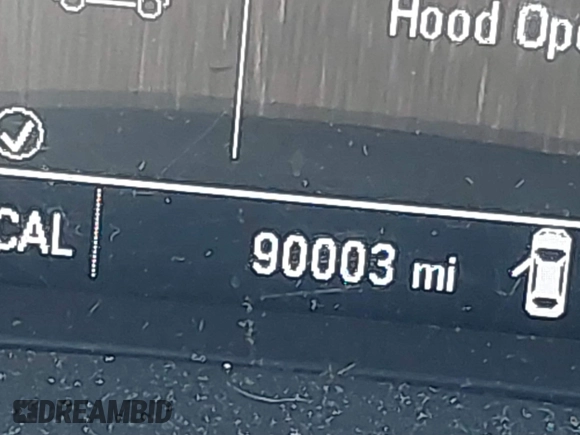 Hood Op
CAL
90003 mi
DREAMBID